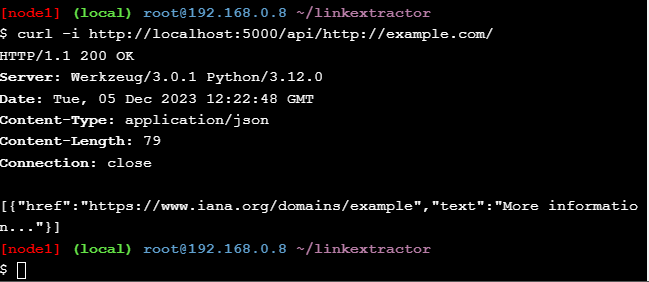 [node1] (local) root@192.168.0.8 ~/linkextractor
$ curl -i http://localhost:5000/api/http://example.com/
HTTP/1.1 200 OK
Server: Werkzeug/3.0.1 Python/3.12.0
Date: Tue, 05 Dec 2023 12:22:48 GMT
Content-Type: application/json
Content-Length: 79
Connection: close

[{"href":"https://www.iana.org/domains/example","text":"More informatio
n..."}]
[node1] (local) root@192.168.0.8 ~/linkextractor
$